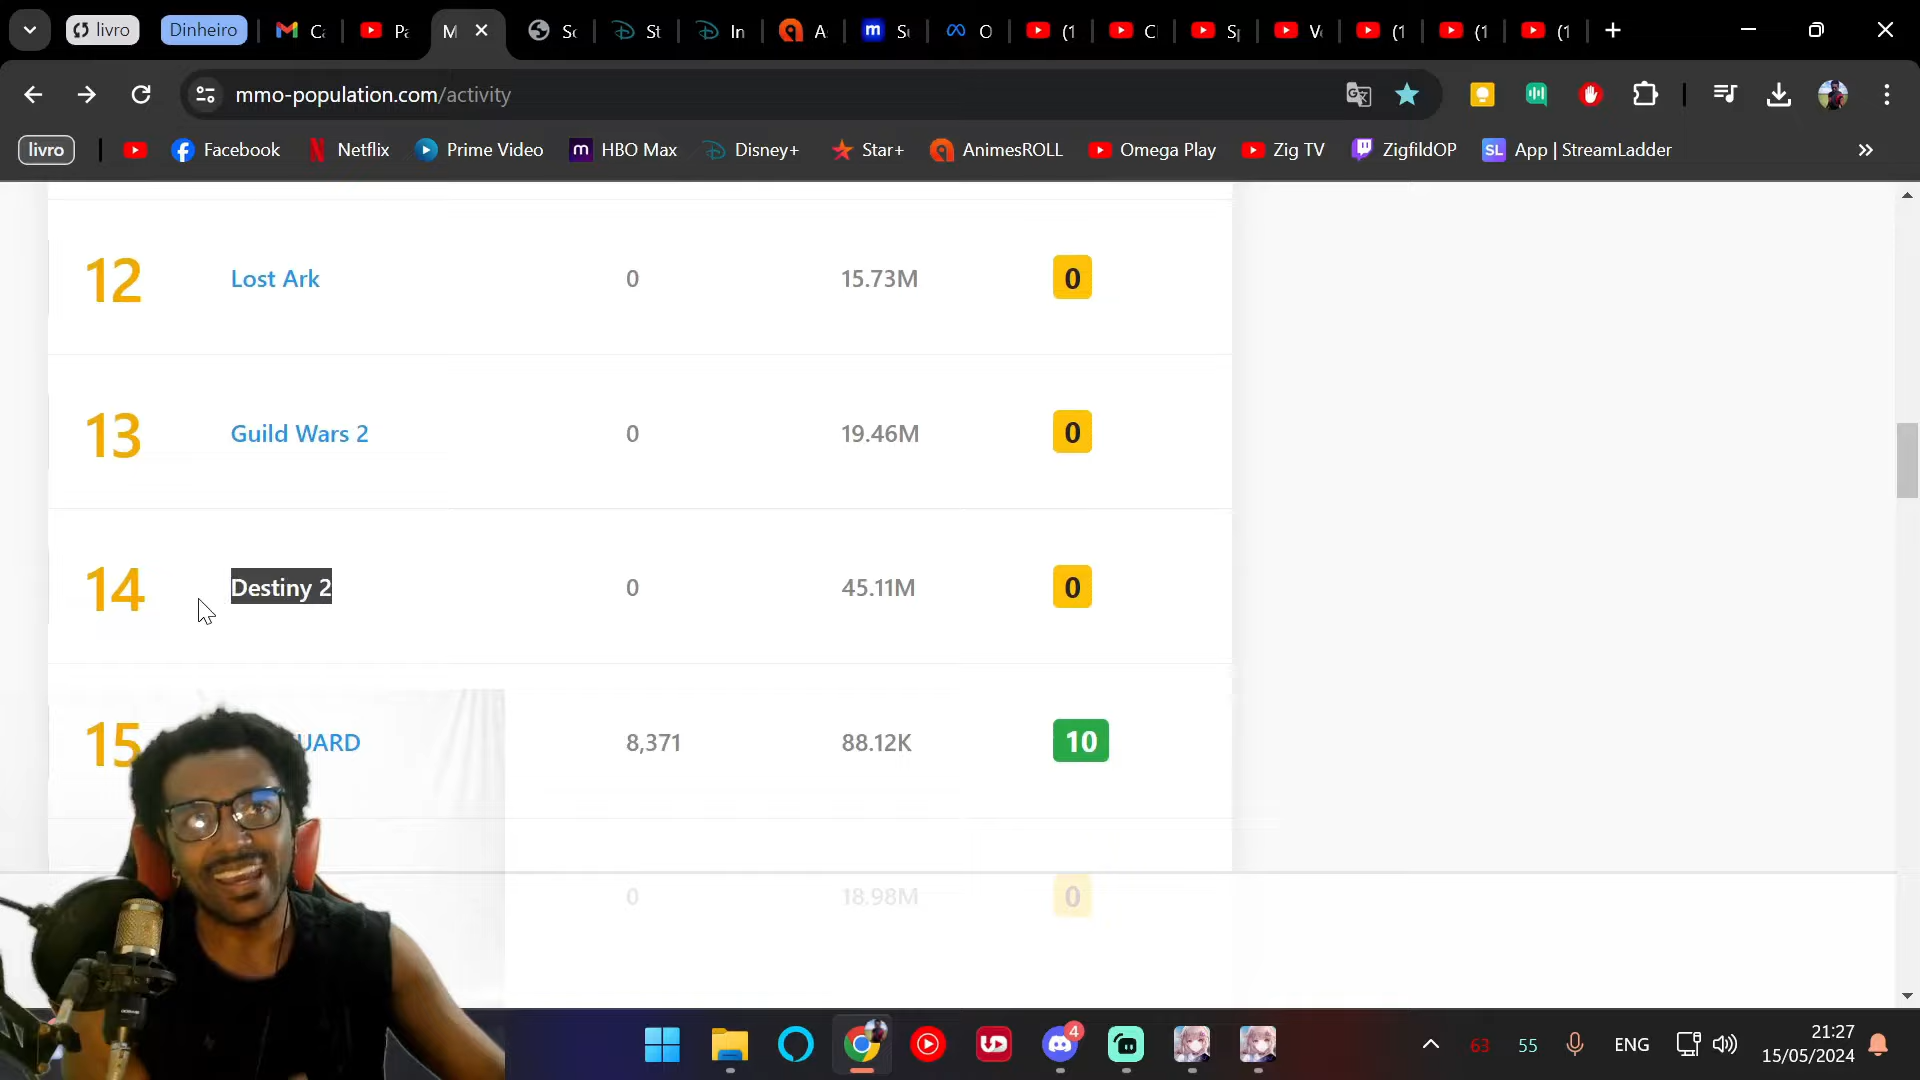 livro Dinheiro
mmo-population.com/activity
livro Facebook Netflix Prime Video HBO Max Disney+ Star+ AnimesROLL Omega Play Zig TV ZigfildOP App | StreamLadder
12 Lost Ark 0 15.73M 0
13 Guild Wars 2 0 19.46M 0
14 Destiny 2 0 45.11M 0
15 UARD 8,371 88.12K 10
0 18.98M 0
4
63 55 ENG 21:27
15/05/2024